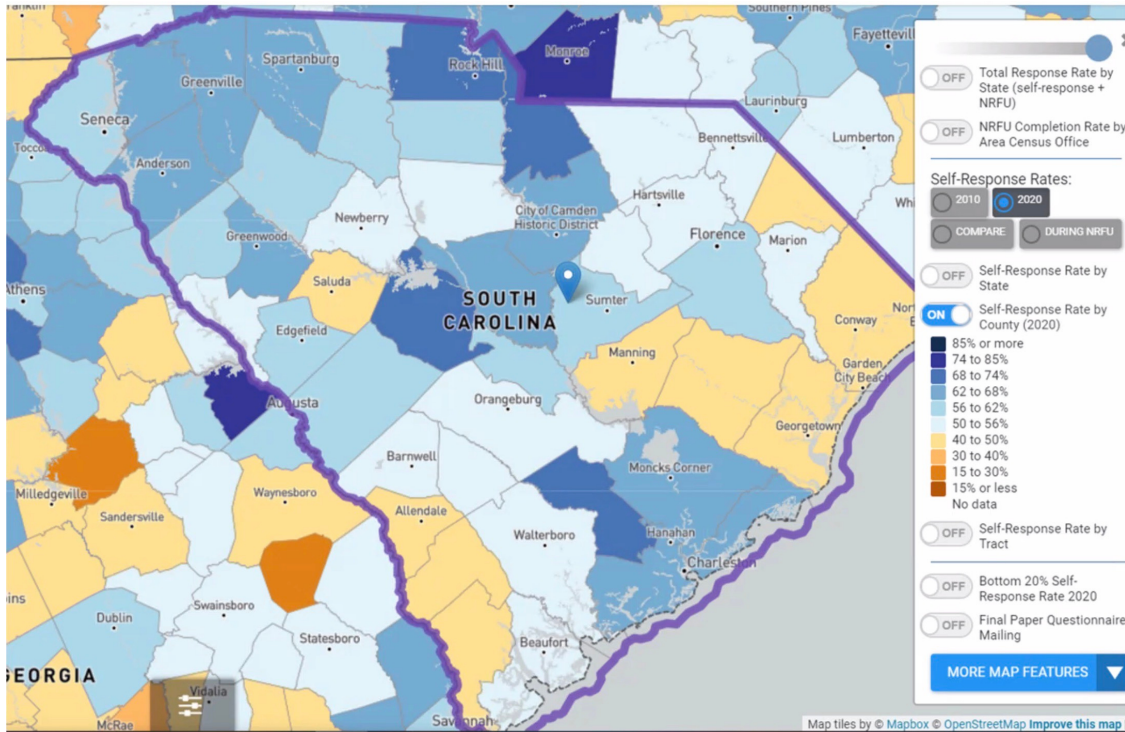 Southern Pines
Fayettevil
Spartanburg
Rock Hill
Monroe
Greenville
Laurinburg
Seneca
Toccoa
Bennettsville
Lumberton
Anderson
Hartsville
Newberry
City of Camden
Historic District
Greenwood
Florence
Marion
Athens
Saluda
SOUTH
CAROLINA
Sumter
Edgefield
Conway
Manning
Garden
City Beach
Augusta
Orangeburg
Georgetown
Barnwell
Moncks Corner
Milledgeville
Waynesboro
Sandersville
Allendale
Walterboro
Hanahan
Charleston
Swainsboro
Dublin
Statesboro
Beaufort
GEORGIA
Vidalia
McRae
Savannah
OFF Total Response Rate by
State (self-response +
NRFU)
OFF NRFU Completion Rate by
Area Census Office
Self-Response Rates:
2010 2020
COMPARE DURING NRFU
OFF Self-Response Rate by
State
ON Self-Response Rate by
County (2020)
85% or more
74 to 85%
68 to 74%
62 to 68%
56 to 62%
50 to 56%
40 to 50%
30 to 40%
15 to 30%
15% or less
No data
OFF Self-Response Rate by
Tract
OFF Bottom 20% Self-
Response Rate 2020
OFF Final Paper Questionnaire
Mailing
MORE MAP FEATURES
Map tiles by © Mapbox © OpenStreetMap Improve this map